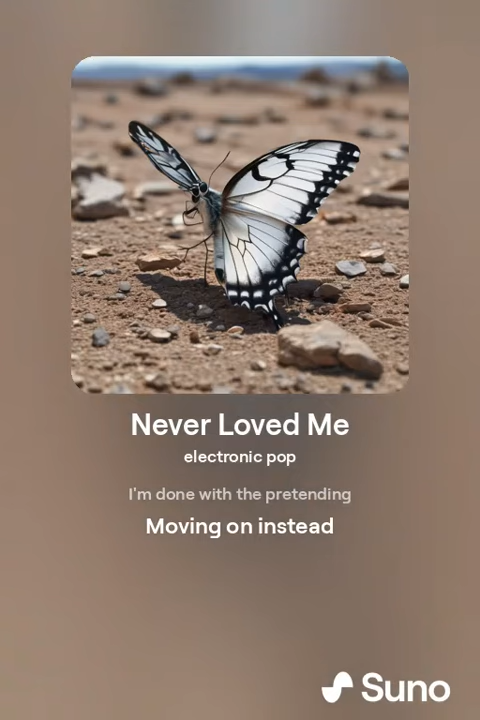 Never Loved Me
electronic pop
I'm done with the pretending
Moving on instead
Suno